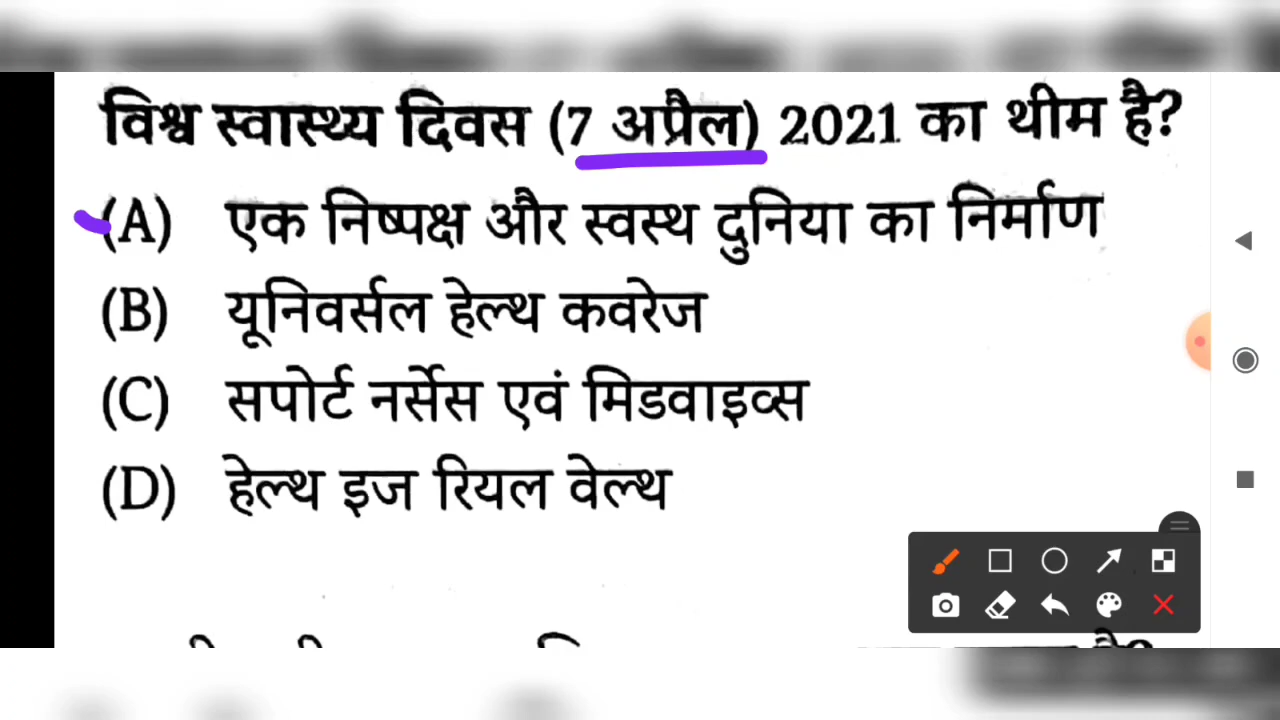 विश्व स्वास्थ्य दिवस (7 अप्रैल) 2021 का थीम है?
(A) एक निष्पक्ष और स्वस्थ दुनिया का निर्माण
(B) यूनिवर्सल हेल्थ कवरेज
(C) सपोर्ट नर्सेस एवं मिडवाइव्स
(D) हेल्थ इज रियल वेल्थ